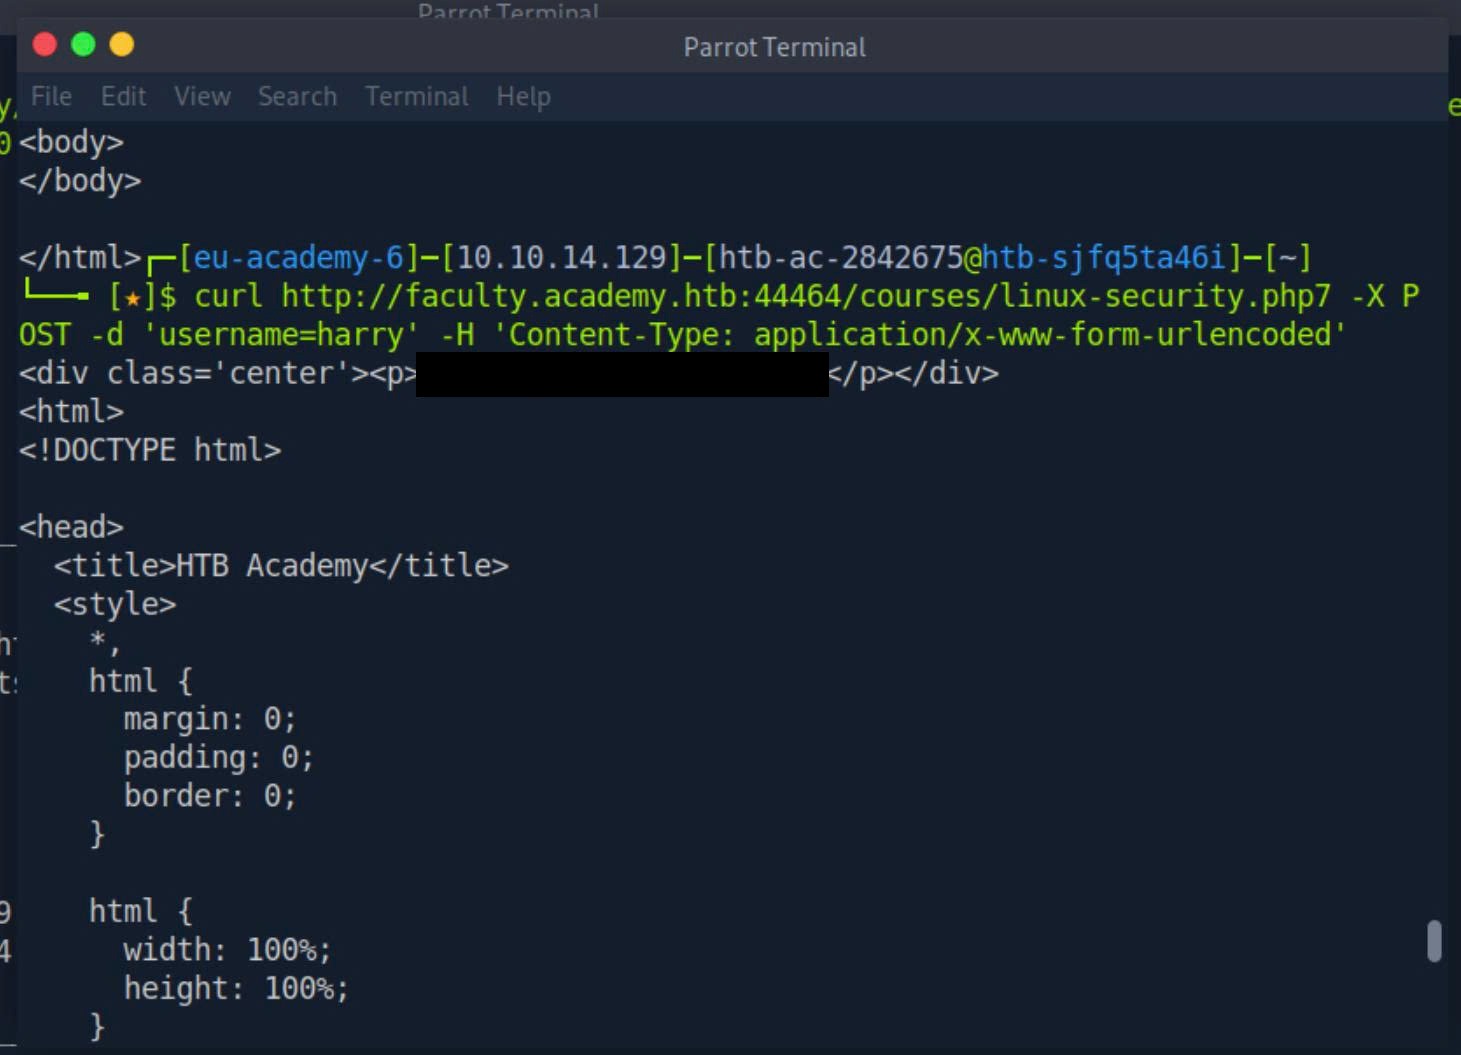 Parrot Terminal
Parrot Terminal
File Edit View Search Terminal Help
<body>
</body>
</html>┌─[eu-academy-6]─[10.10.14.129]─[htb-ac-2842675@htb-sjfq5ta46i]─[~]
└──╼ [★]$ curl http://faculty.academy.htb:44464/courses/linux-security.php7 -X P
OST -d 'username=harry' -H 'Content-Type: application/x-www-form-urlencoded'
<div class='center'><p></p></div>
<html>
<!DOCTYPE html>
<head>
  <title>HTB Academy</title>
  <style>
    *,
    html {
      margin: 0;
      padding: 0;
      border: 0;
    }
    html {
      width: 100%;
      height: 100%;
    }